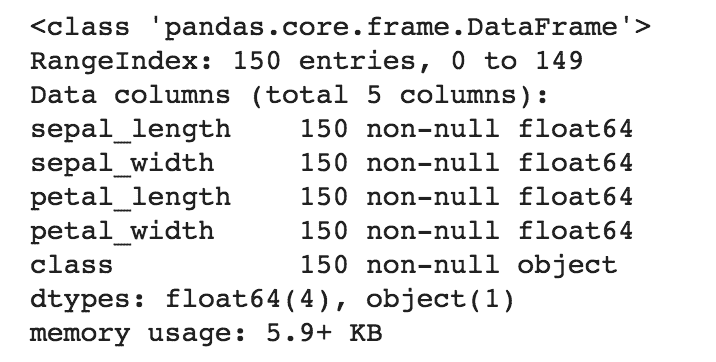 <class 'pandas.core.frame.DataFrame'>
RangeIndex: 150 entries, 0 to 149
Data columns (total 5 columns):
sepal_length    150 non-null float64
sepal_width     150 non-null float64
petal_length    150 non-null float64
petal_width     150 non-null float64
class           150 non-null object
dtypes: float64(4), object(1)
memory usage: 5.9+ KB